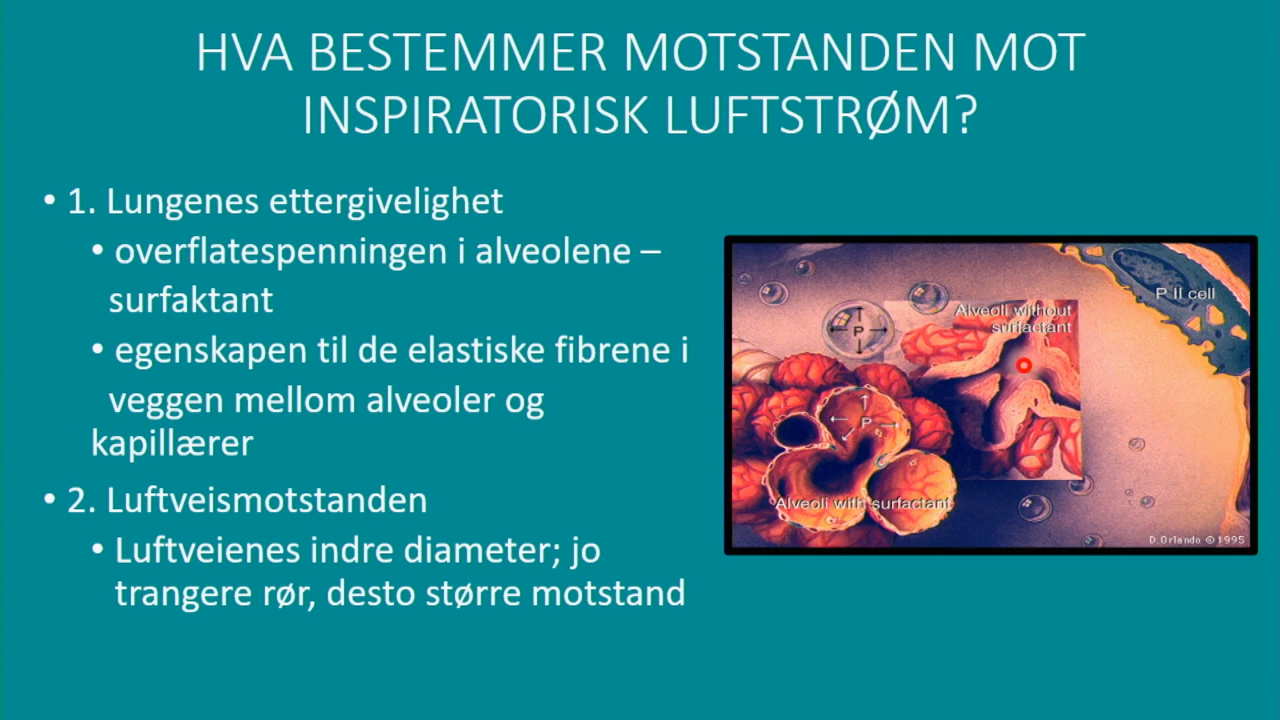 HVA BESTEMMER MOTSTANDEN MOT
INSPIRATORISK LUFTSTRØM?
• 1. Lungenes ettergivelighet
• overflatespenningen i alveolene –
surfaktant
• egenskapen til de elastiske fibrene i
veggen mellom alveoler og
kapillærer
• 2. Luftveismotstanden
• Luftveienes indre diameter; jo
trangere rør, desto større motstand
P II cell
Alveoli without
surfactant
P
P
Alveoli with surfactant
D. Orlando © 1995